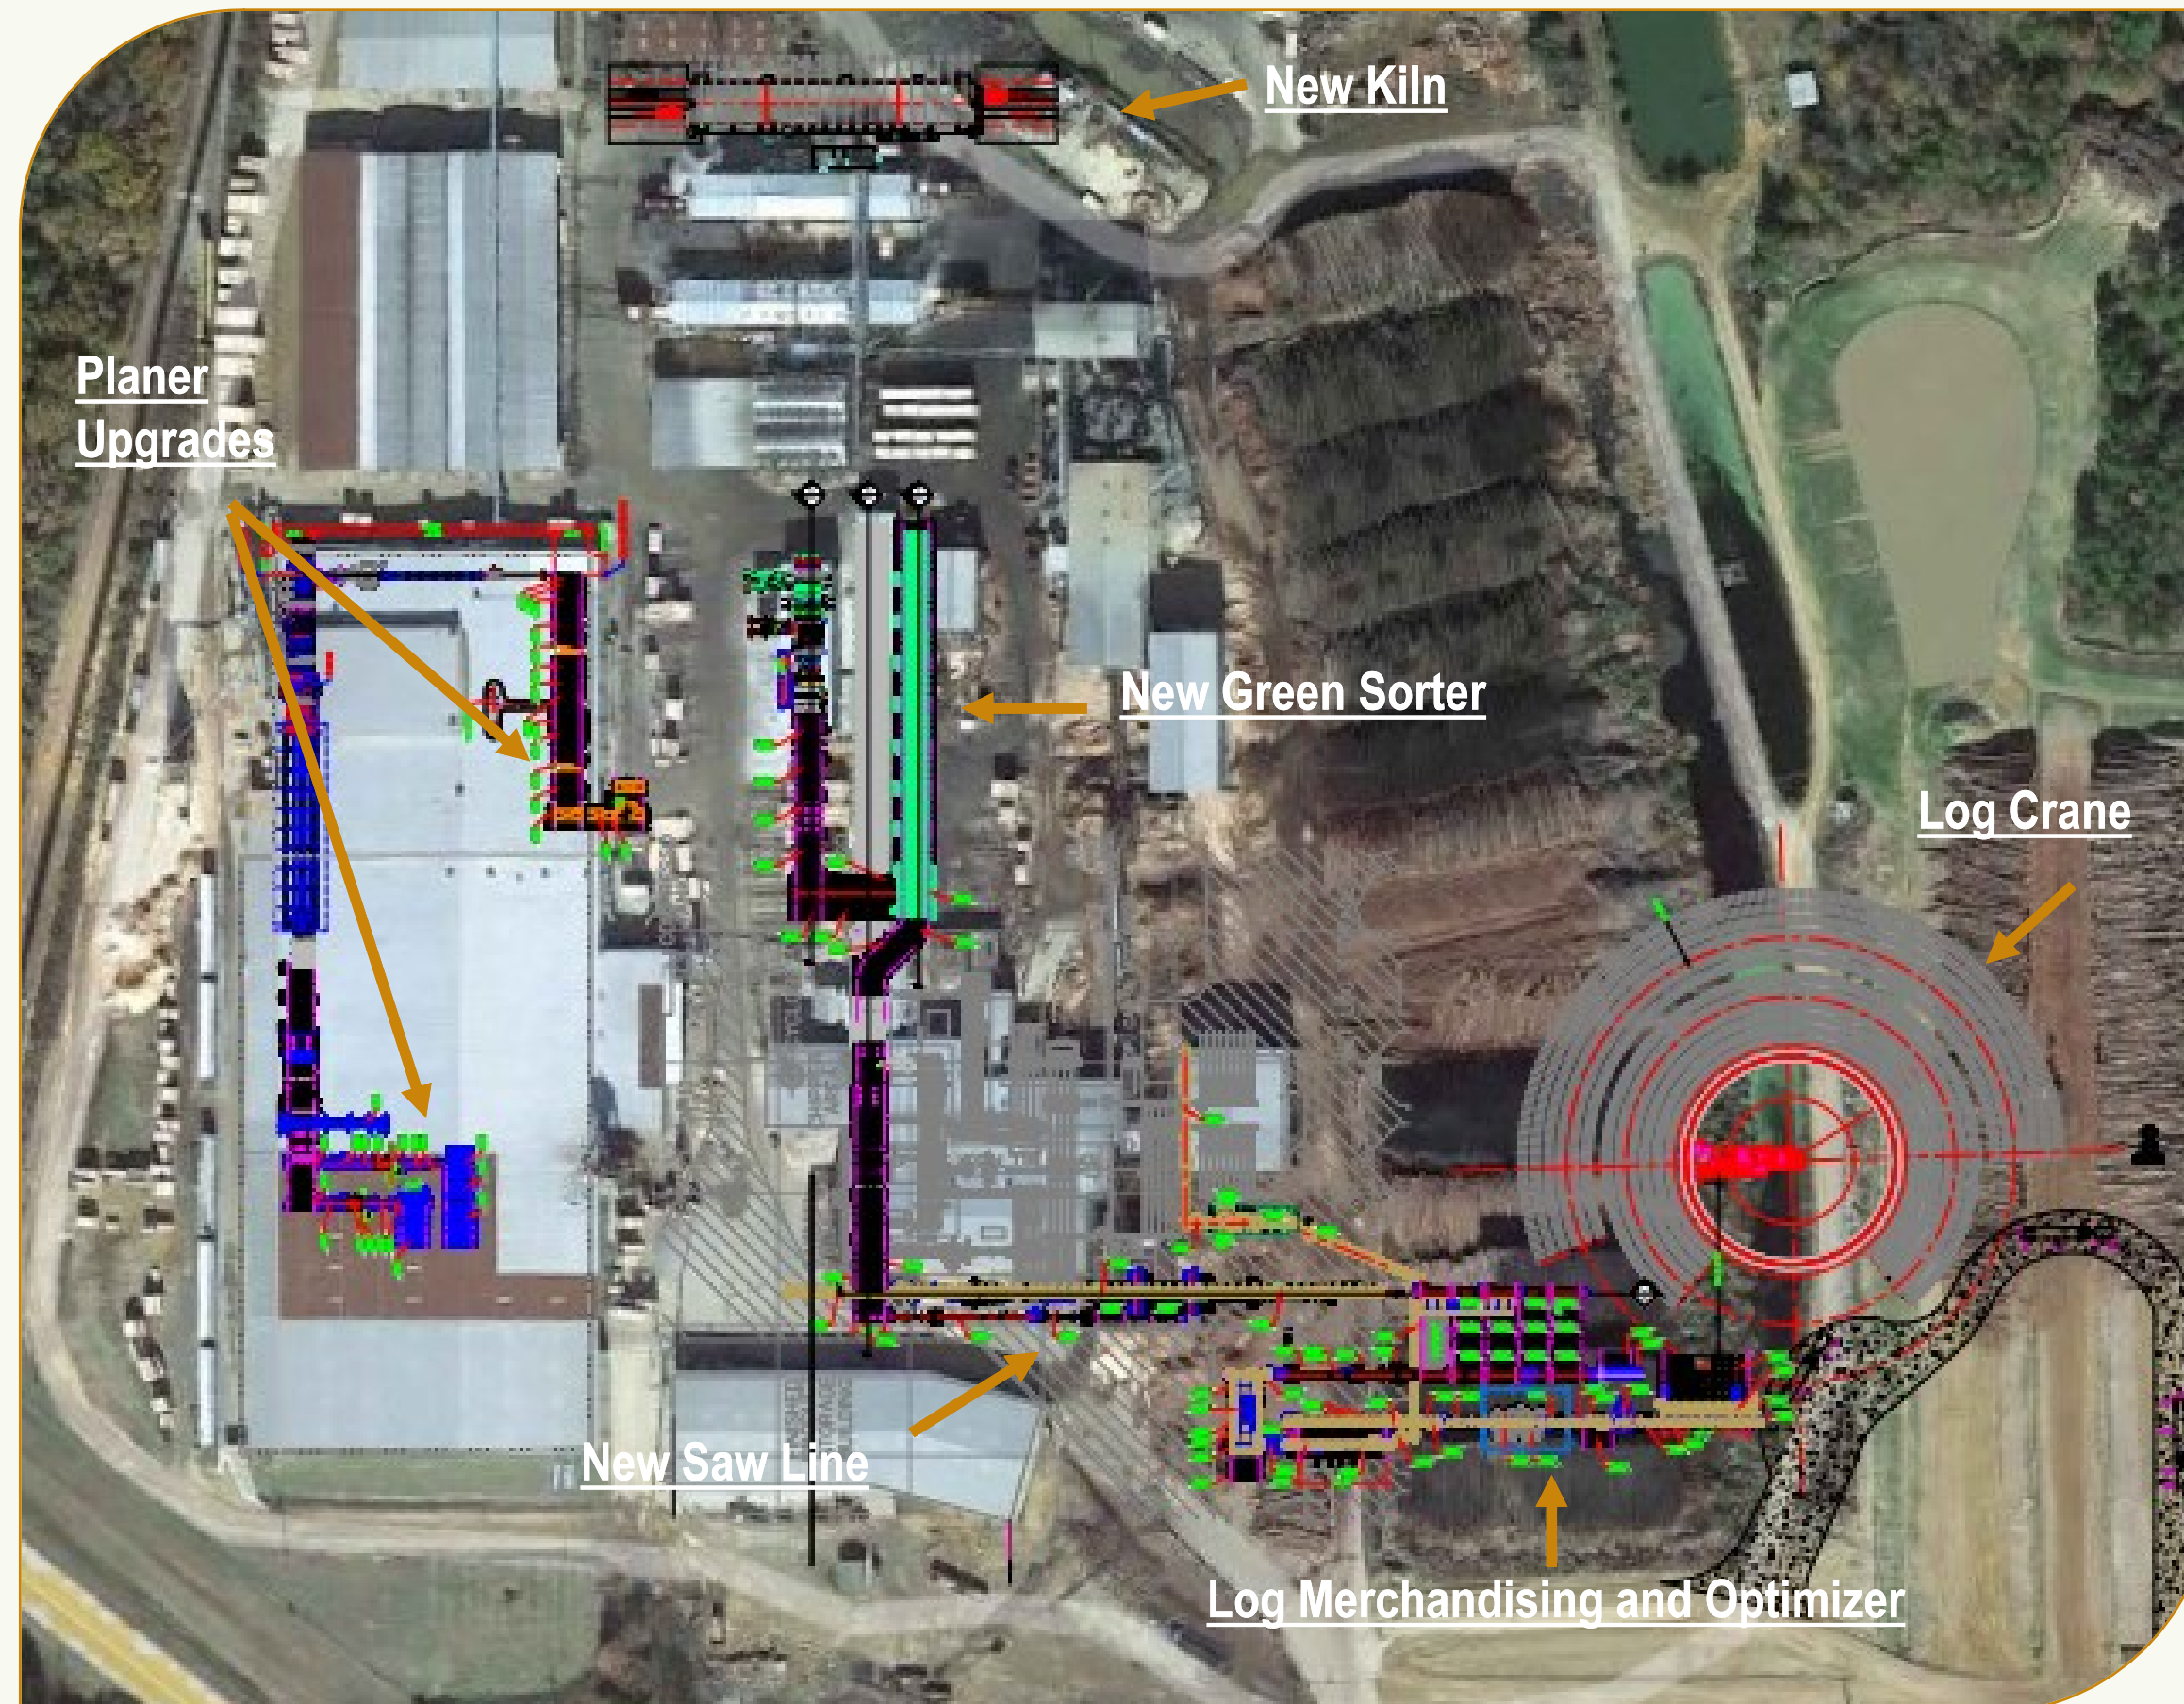 New Kiln
Planer
Upgrades
New Green Sorter
Log Crane
New Saw Line
Log Merchandising and Optimizer